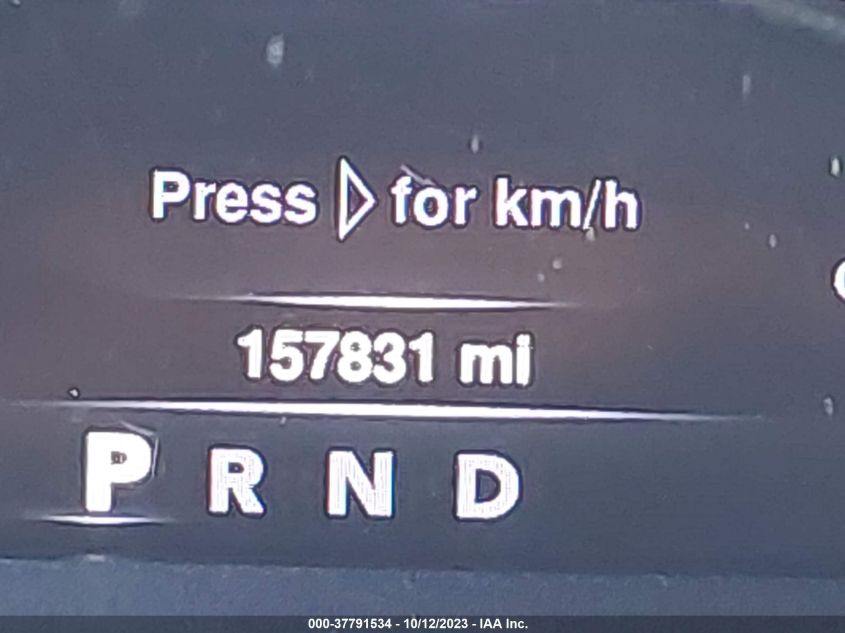 Press ▷ for km/h
157831 mi
P R N D
000-37791534 - 10/12/2023 - IAA Inc.